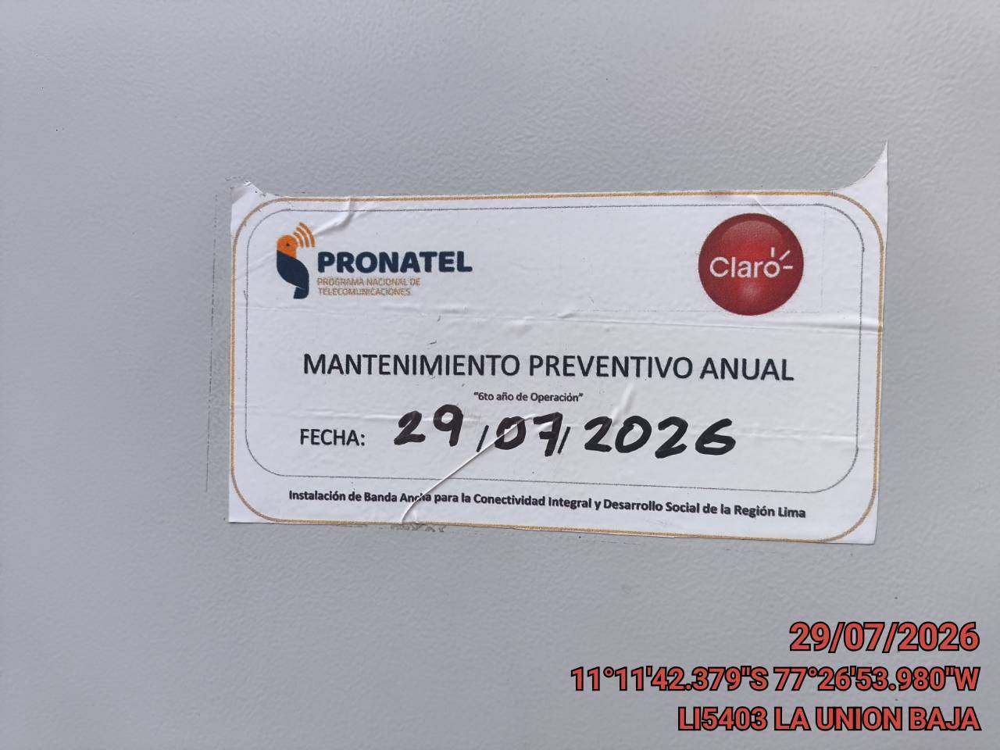 PRONATEL
PROGRAMA NACIONAL DE
TELECOMUNICACIONES
Claro
MANTENIMIENTO PREVENTIVO ANUAL
"6to año de Operación"
FECHA: 29/07/2026
Instalación de Banda Ancha para la Conectividad Integral y Desarrollo Social de la Región Lima
29/07/2026
11°11'42.379"S 77°26'53.980"W
LI5403 LA UNION BAJA